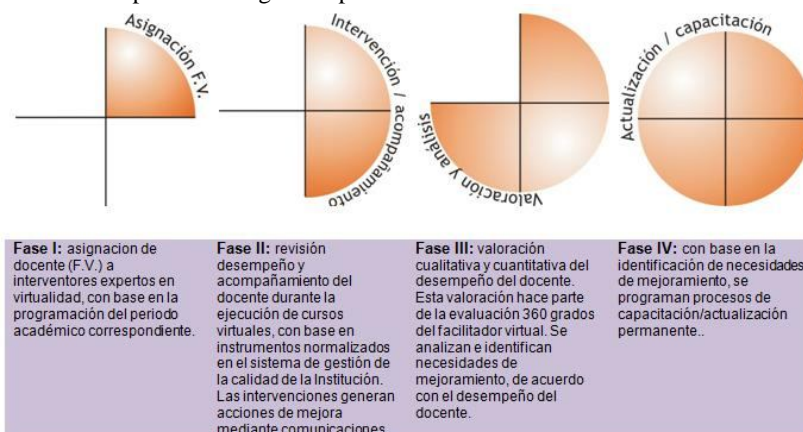 Asignación F.V.
Intervención / acompañamiento
Valoración y análisis
Actualización / capacitación
Fase I: asignacion de
docente (F.V.) a
interventores expertos en
virtualidad, con base en la
programación del periodo
académico correspondiente.
Fase II: revisión
desempeño y
acompañamiento del
docente durante la
ejecución de cursos
virtuales, con base en
instrumentos normalizados
en el sistema de gestión de
la calidad de la Institución.
Las intervenciones generan
acciones de mejora
mediante comunicaciones
Fase III: valoración
cualitativa y cuantitativa del
desempeño del docente.
Esta valoración hace parte
de la evaluación 360 grados
del facilitador virtual. Se
analizan e identifican
necesidades de
mejoramiento, de acuerdo
con el desempeño del
docente.
Fase IV: con base en la
identificación de necesidades
de mejoramiento, se
programan procesos de
capacitación/actualización
permanente..